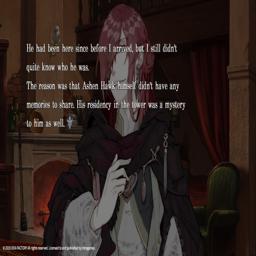 He had been here since before I arrived, but I still didn't
quite know who he was.
The reason was that Ashen Hawk himself didn't have any
memories to share. His residency in the tower was a mystery
to him as well.